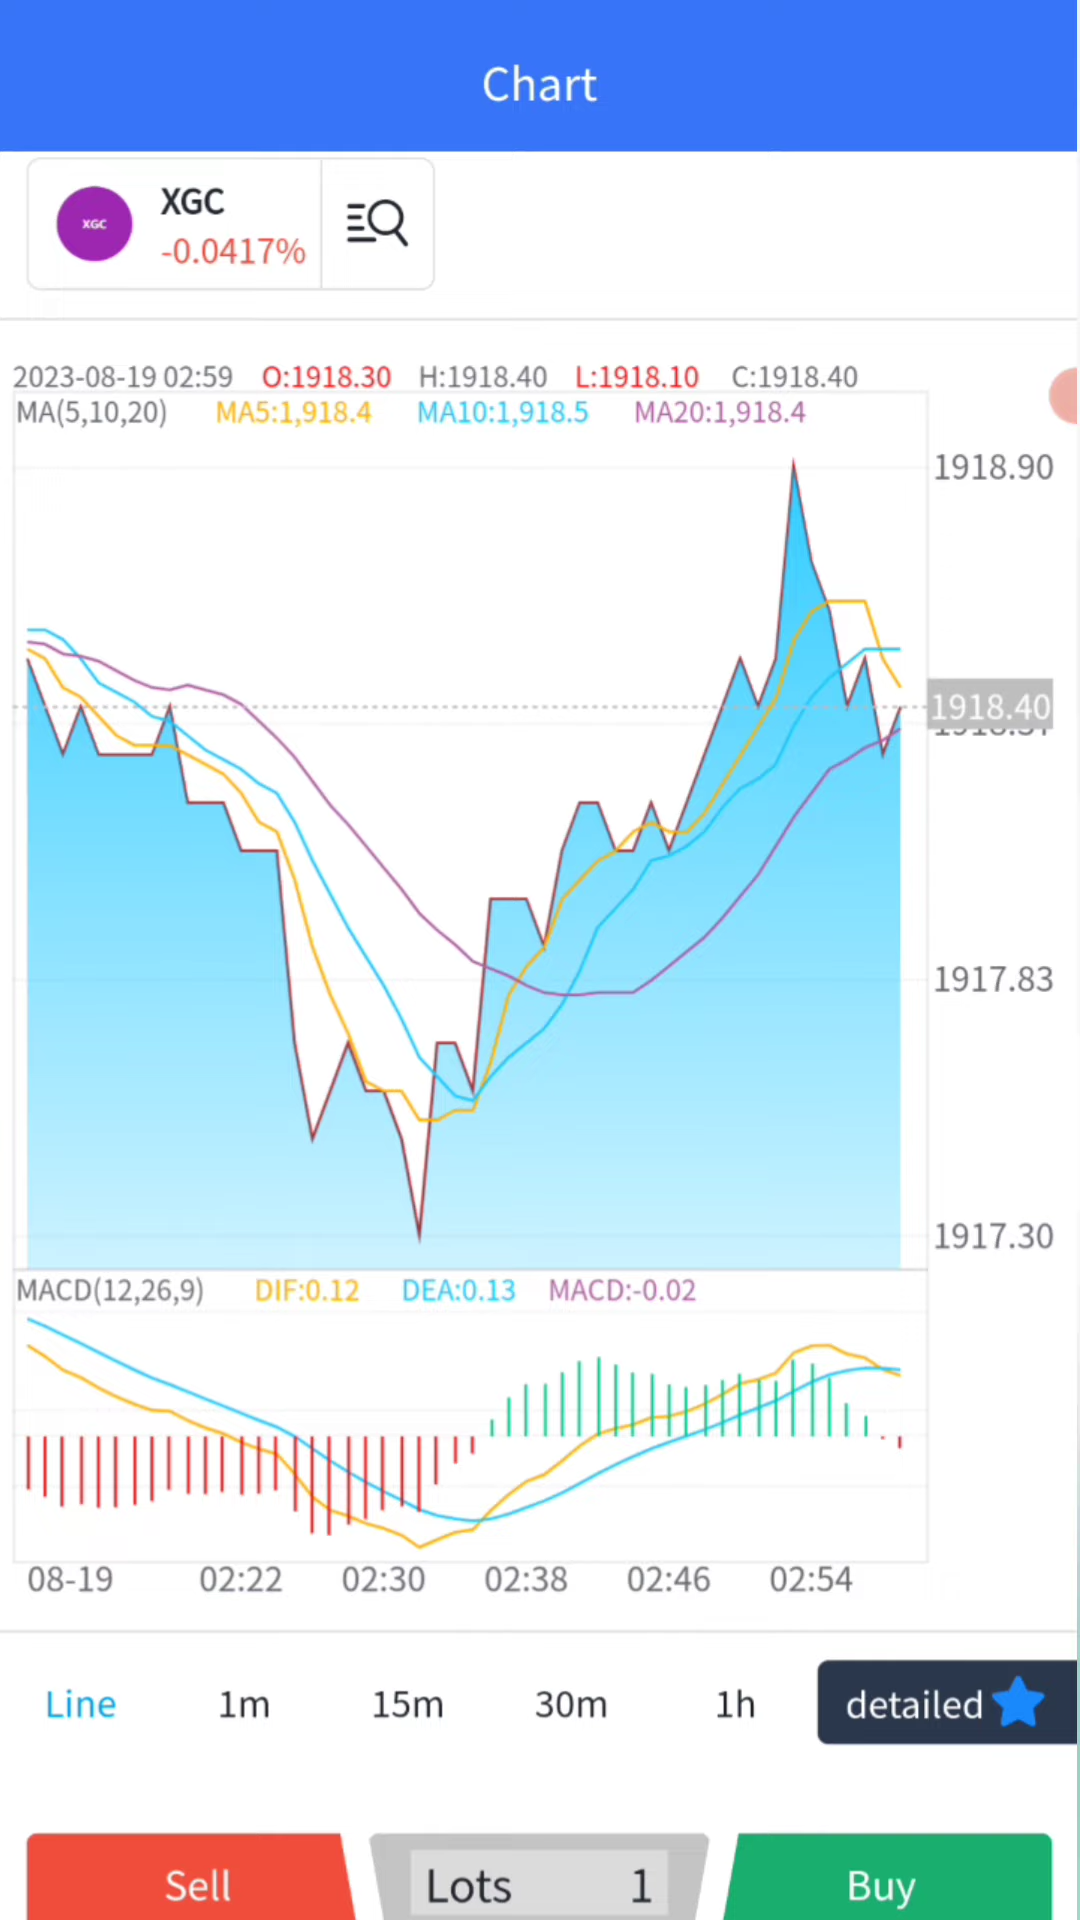 Chart
XGC
XGC
-0.0417%
2023-08-19 02:59 O:1918.30 H:1918.40 L:1918.10 C:1918.40
MA(5,10,20) MA5:1,918.4 MA10:1,918.5 MA20:1,918.4
1918.90
1918.40
1917.83
1917.30
MACD(12,26,9) DIF:0.12 DEA:0.13 MACD:-0.02
08-19 02:22 02:30 02:38 02:46 02:54
Line 1m 15m 30m 1h detailed
Sell Lots 1 Buy